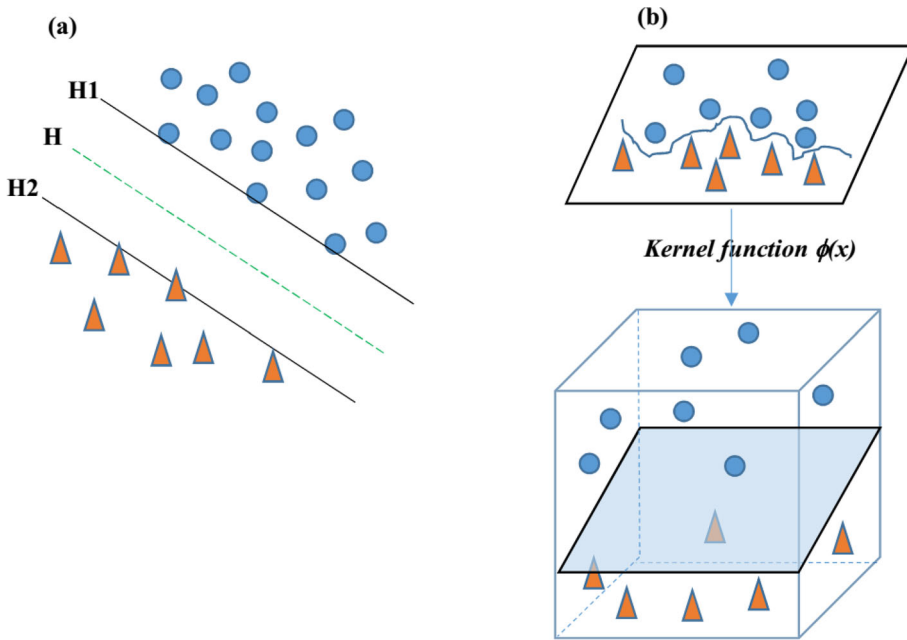 (a)
H1
H
H2
(b)
Kernel function ϕ(x)